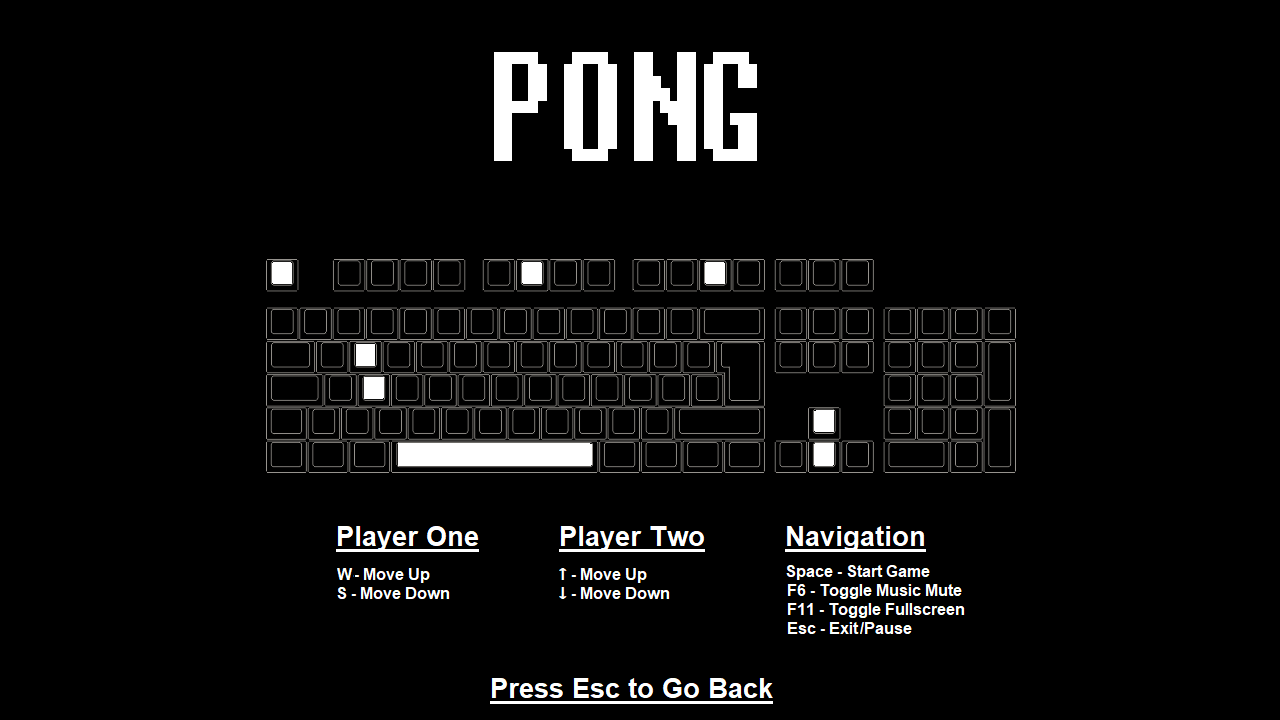 PONG
Player One
W - Move Up
S - Move Down
Player Two
↑ - Move Up
↓ - Move Down
Navigation
Space - Start Game
F6 - Toggle Music Mute
F11 - Toggle Fullscreen
Esc - Exit/Pause
Press Esc to Go Back